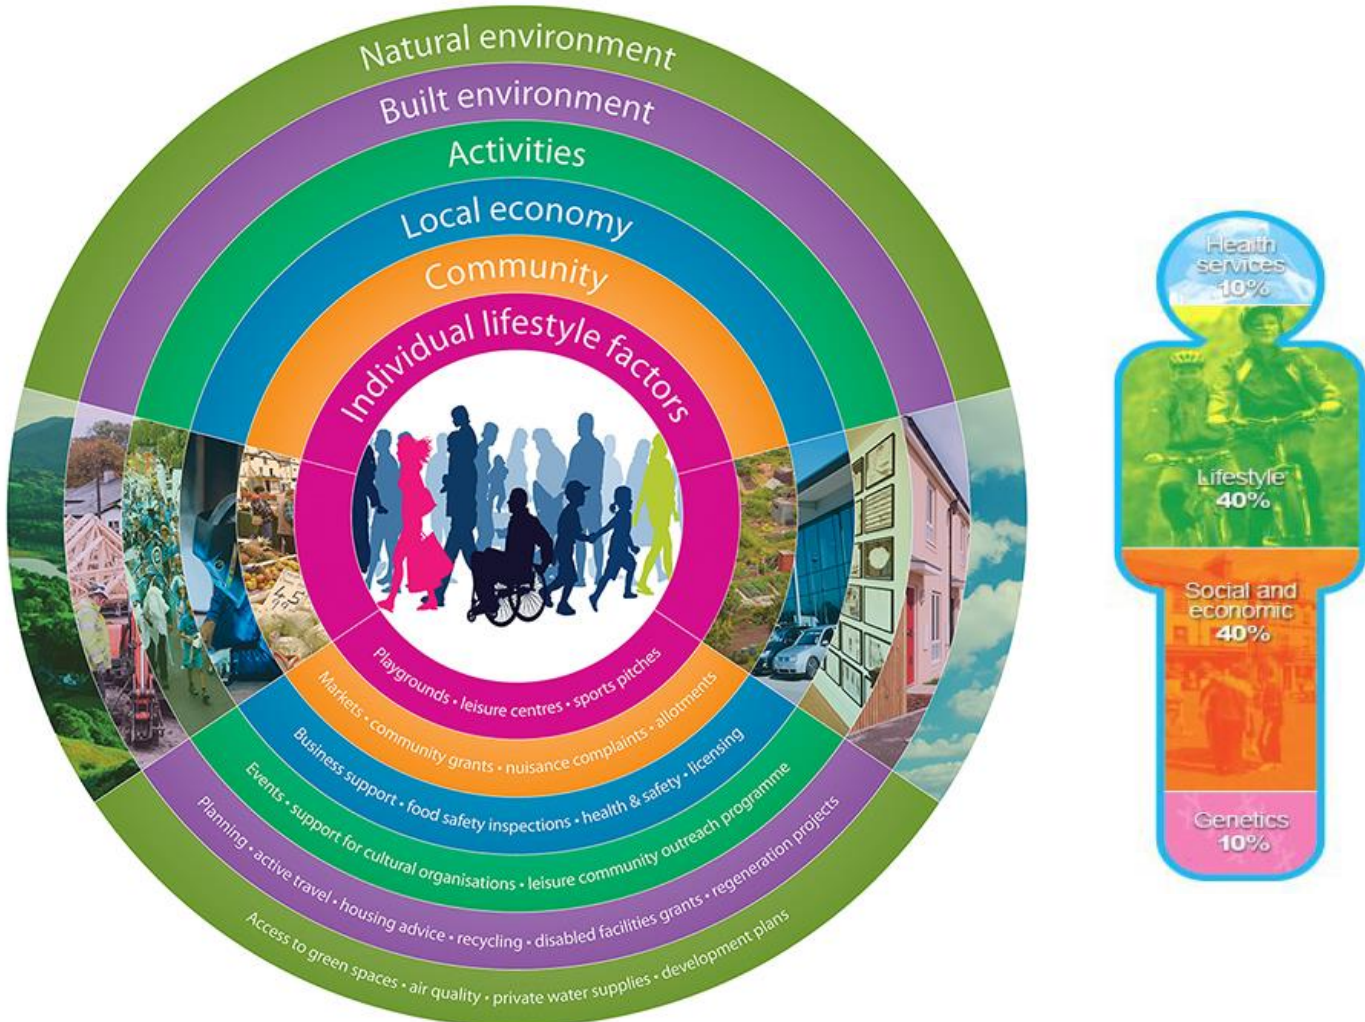 Natural environment
Built environment
Activities
Local economy
Community
Individual lifestyle factors
Playgrounds • leisure centres • sports pitches
Markets • community grants • nuisance complaints • allotments
Business support • food safety inspections • health & safety • licensing
Events • support for cultural organisations • leisure community outreach programme
Planning • active travel • housing advice • recycling • disabled facilities grants • regeneration projects
Access to green spaces • air quality • private water supplies • development plans
Health
services
10%
Lifestyle
40%
Social and
economic
40%
Genetics
10%